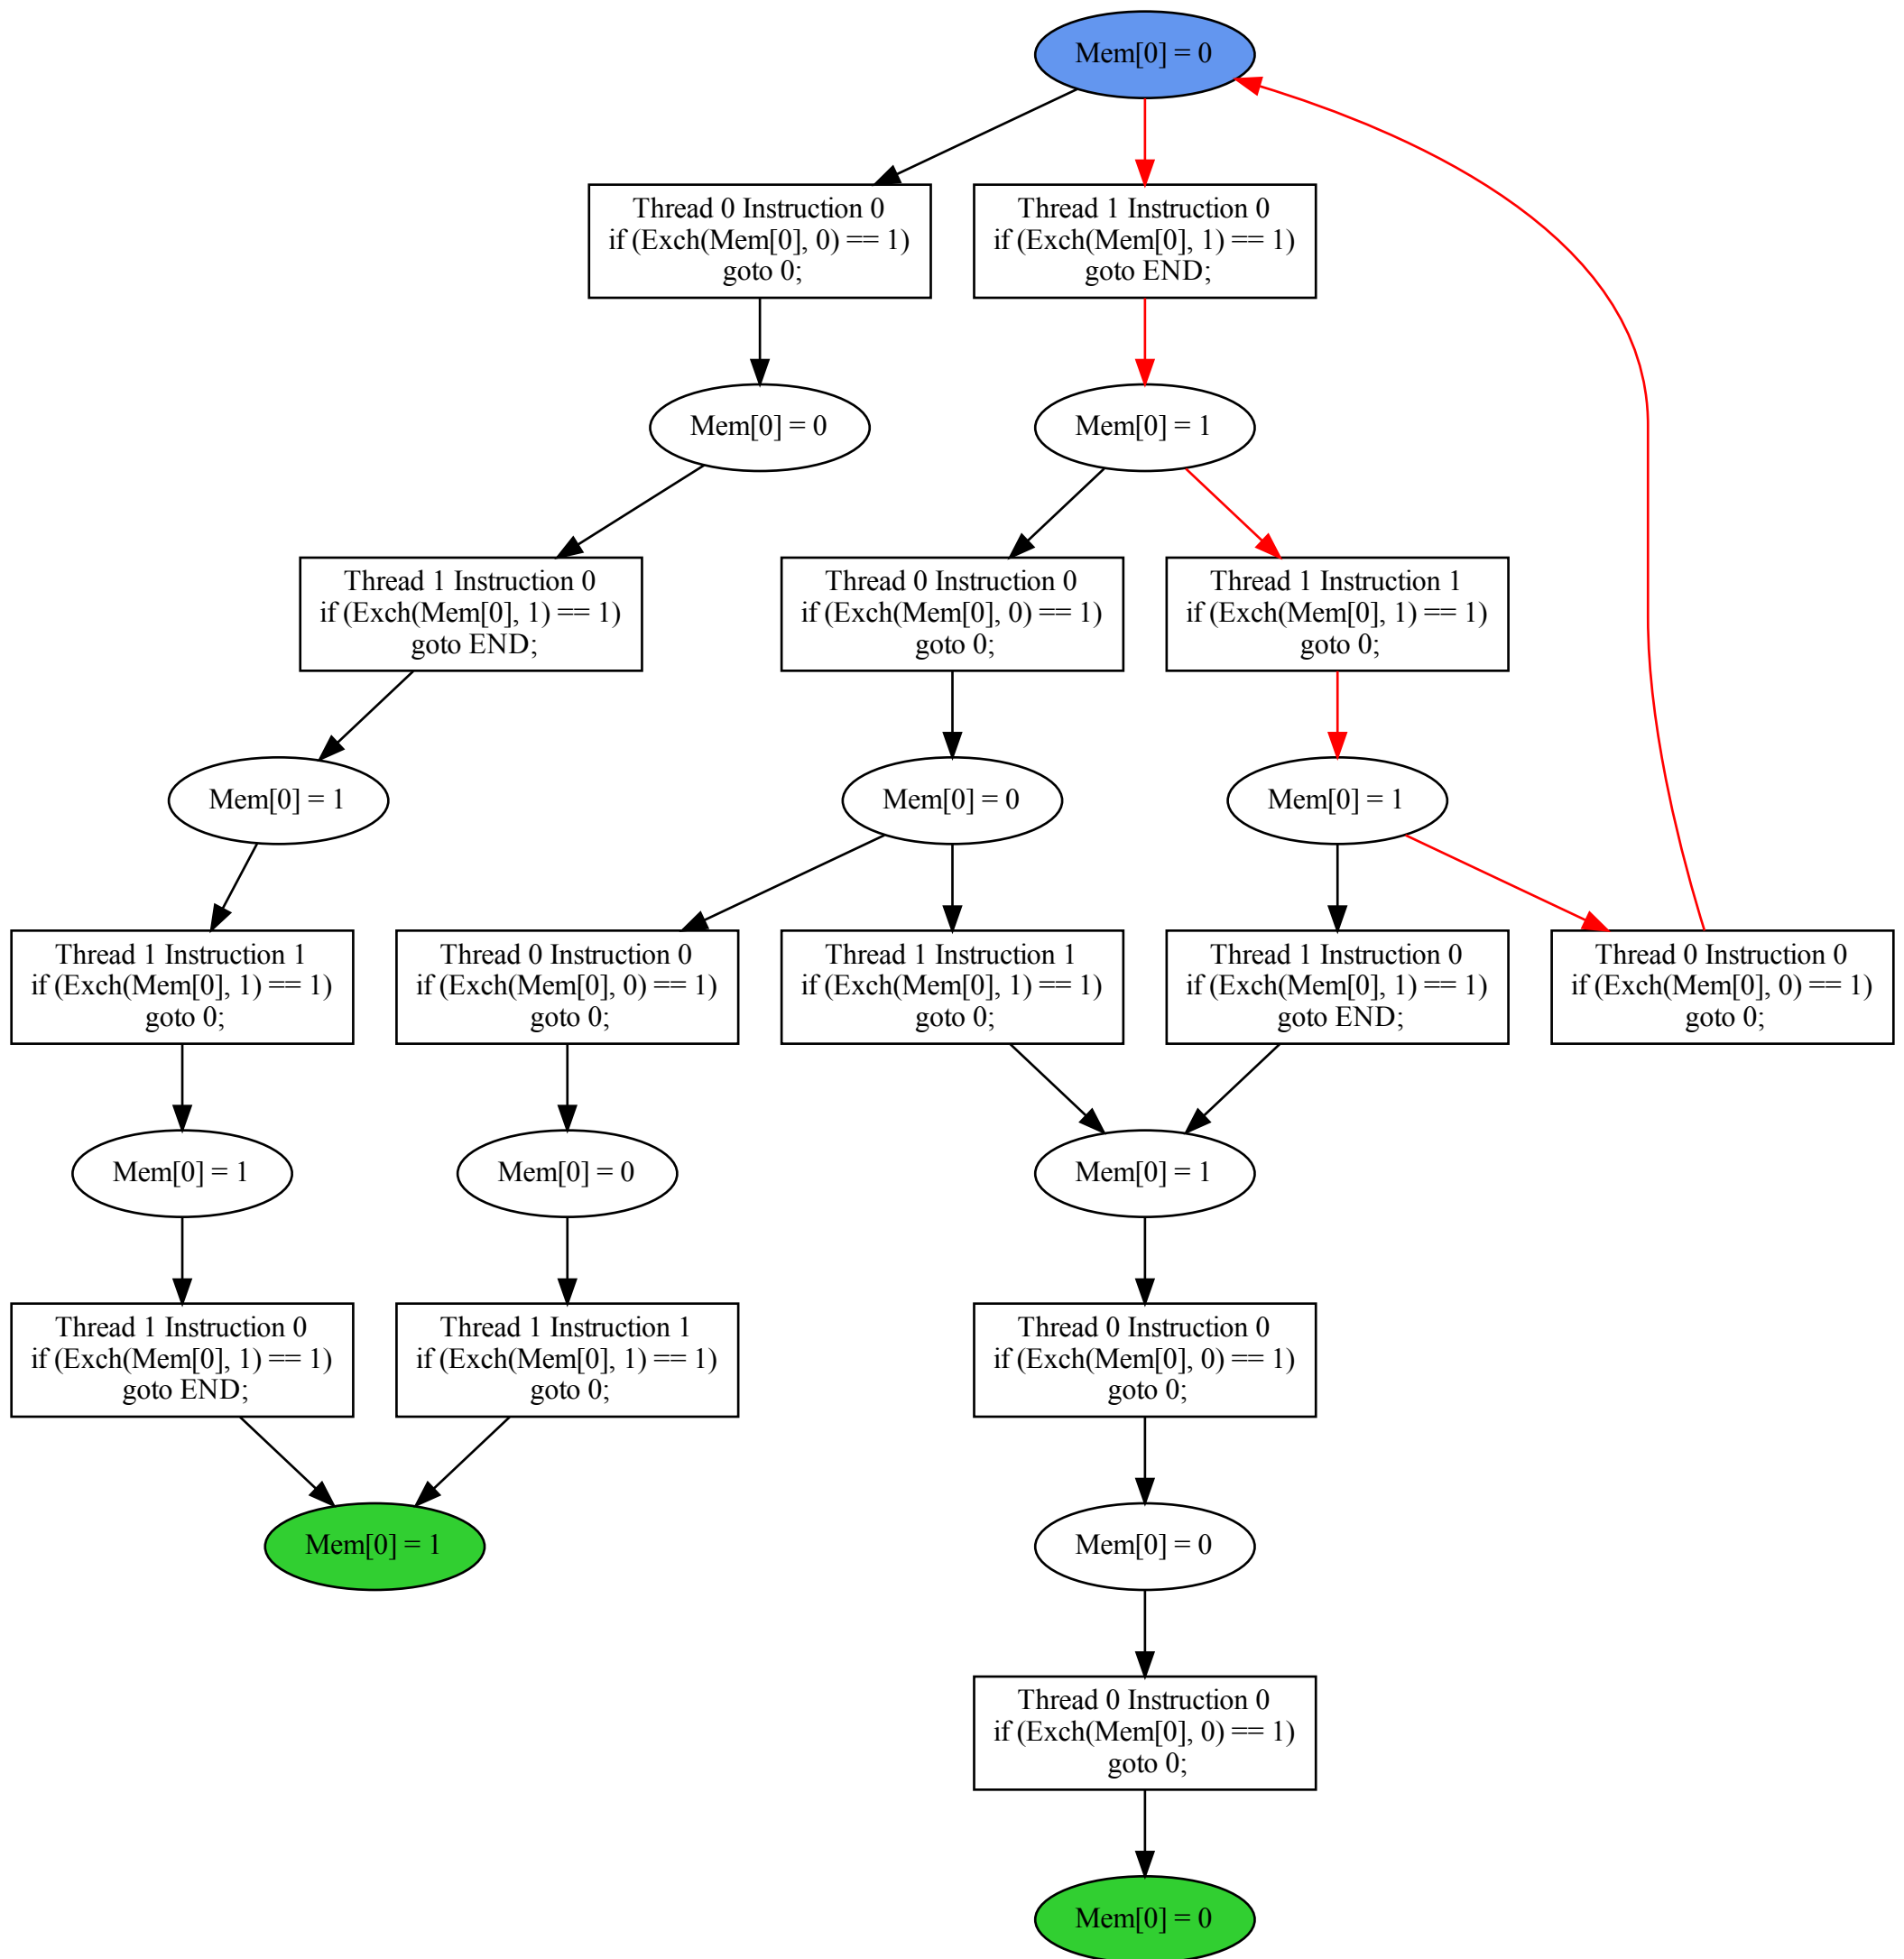 Mem[0] = 0
Thread 0 Instruction 0
if (Exch(Mem[0], 0) == 1)
goto 0;
Thread 1 Instruction 0
if (Exch(Mem[0], 1) == 1)
goto END;
Mem[0] = 0
Mem[0] = 1
Thread 1 Instruction 0
if (Exch(Mem[0], 1) == 1)
goto END;
Thread 0 Instruction 0
if (Exch(Mem[0], 0) == 1)
goto 0;
Thread 1 Instruction 1
if (Exch(Mem[0], 1) == 1)
goto 0;
Mem[0] = 1
Mem[0] = 0
Mem[0] = 1
Thread 1 Instruction 1
if (Exch(Mem[0], 1) == 1)
goto 0;
Thread 0 Instruction 0
if (Exch(Mem[0], 0) == 1)
goto 0;
Thread 1 Instruction 1
if (Exch(Mem[0], 1) == 1)
goto 0;
Thread 1 Instruction 0
if (Exch(Mem[0], 1) == 1)
goto END;
Thread 0 Instruction 0
if (Exch(Mem[0], 0) == 1)
goto 0;
Mem[0] = 1
Mem[0] = 0
Mem[0] = 1
Thread 1 Instruction 0
if (Exch(Mem[0], 1) == 1)
goto END;
Thread 1 Instruction 1
if (Exch(Mem[0], 1) == 1)
goto 0;
Thread 0 Instruction 0
if (Exch(Mem[0], 0) == 1)
goto 0;
Mem[0] = 1
Mem[0] = 0
Thread 0 Instruction 0
if (Exch(Mem[0], 0) == 1)
goto 0;
Mem[0] = 0